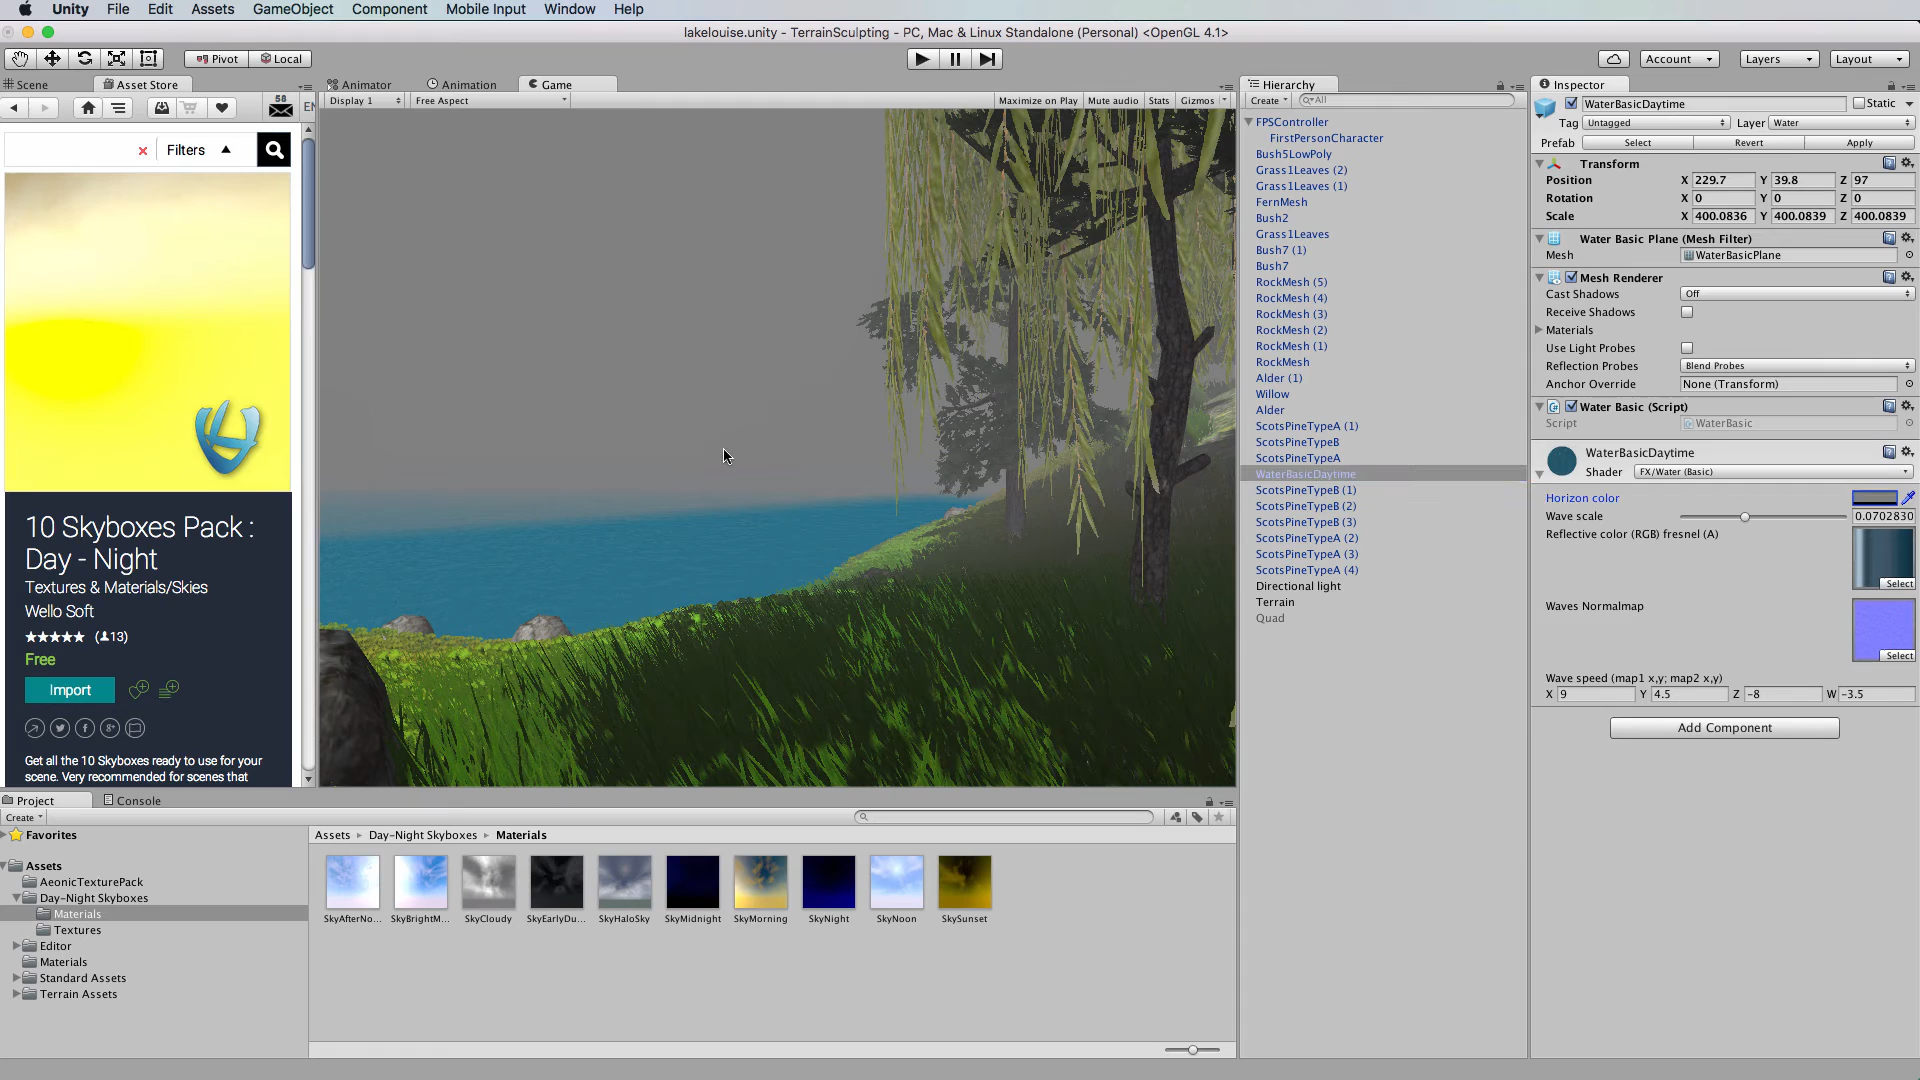 Unity File Edit Assets GameObject Component Mobile Input Window Help
lakelouise.unity - TerrainSculpting - PC, Mac & Linux Standalone (Personal) <OpenGL 4.1>
Pivot Local Account Layers Layout
Scene Asset Store
58
EN
Filters
10 Skyboxes Pack :
Day - Night
Textures & Materials/Skies
Wello Soft
(13)
Free
Import
Get all the 10 Skyboxes ready to use for your
scene. Very recommended for scenes that
Animator Animation Game
Display 1 Free Aspect Maximize on Play Mute audio Stats Gizmos
Hierarchy
Create All
FPSController
FirstPersonCharacter
Bush5LowPoly
Grass1Leaves (2)
Grass1Leaves (1)
FernMesh
Bush2
Grass1Leaves
Bush7 (1)
Bush7
RockMesh (5)
RockMesh (4)
RockMesh (3)
RockMesh (2)
RockMesh (1)
RockMesh
Alder (1)
Willow
Alder
ScotsPineTypeA (1)
ScotsPineTypeB
ScotsPineTypeA
WaterBasicDaytime
ScotsPineTypeB (1)
ScotsPineTypeB (2)
ScotsPineTypeB (3)
ScotsPineTypeA (2)
ScotsPineTypeA (3)
ScotsPineTypeA (4)
Directional light
Terrain
Quad
Inspector
WaterBasicDaytime Static
Tag Untagged Layer Water
Prefab Select Revert Apply
Transform
Position X 229.7 Y 39.8 Z 97
Rotation X 0 Y 0 Z 0
Scale X 400.0836 Y 400.0839 Z 400.0839
Water Basic Plane (Mesh Filter)
Mesh WaterBasicPlane
Mesh Renderer
Cast Shadows Off
Receive Shadows
Materials
Use Light Probes
Reflection Probes Blend Probes
Anchor Override None (Transform)
Water Basic (Script)
Script WaterBasic
WaterBasicDaytime
Shader FX/Water (Basic)
Horizon color
Wave scale 0.0702830
Reflective color (RGB) fresnel (A)
Select
Waves Normalmap
Select
Wave speed (map1 x,y; map2 x,y)
X 9 Y 4.5 Z -8 W -3.5
Add Component
Project Console
Create
Favorites
Assets
AeonicTexturePack
Day-Night Skyboxes
Materials
Textures
Editor
Materials
Standard Assets
Terrain Assets
Assets Day-Night Skyboxes Materials
SkyAfterNo... SkyBrightM... SkyCloudy SkyEarlyDu... SkyHaloSky SkyMidnight SkyMorning SkyNight SkyNoon SkySunset